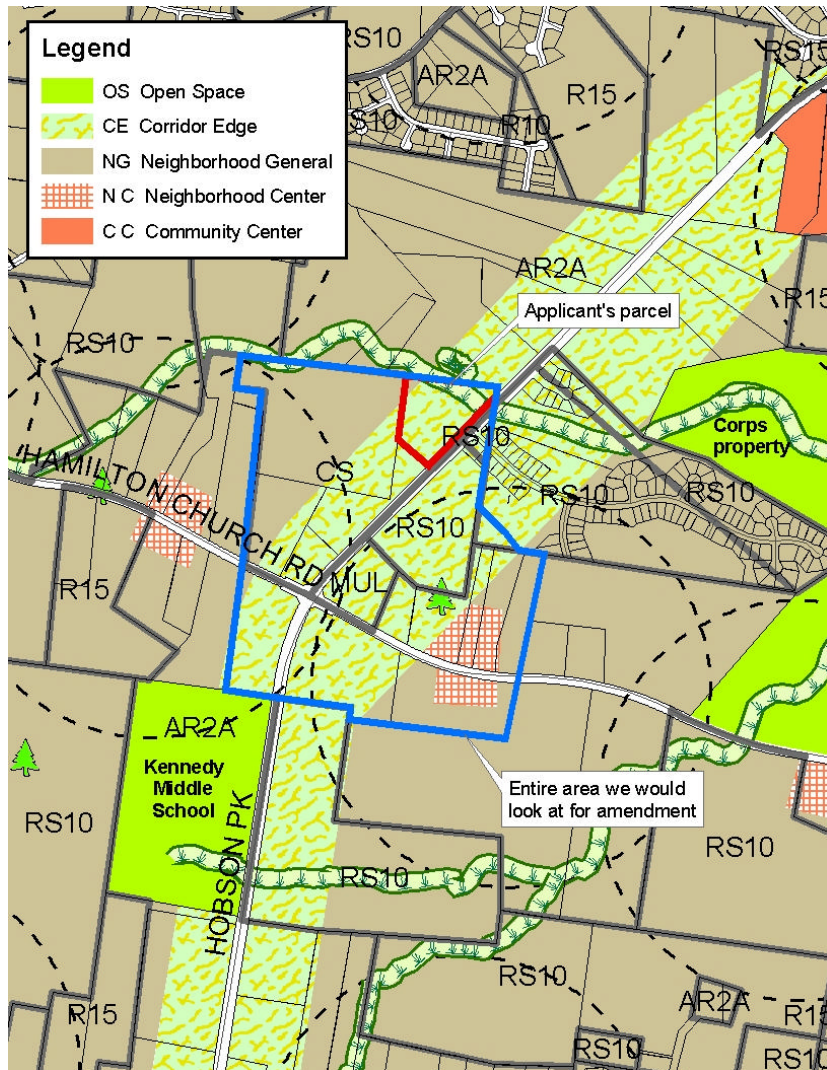 Legend
OS Open Space
CE Corridor Edge
NG Neighborhood General
N C Neighborhood Center
C C Community Center
RS10
AR2A
R15
RS15
RS10
R10
AR2A
R15
Applicant's parcel
RS10
RS10
Corps
property
CS
RS10
RS10
RS10
HAMILTON CHURCH RD
MUL
R15
AR2A
Kennedy
Middle
School
Entire area we would
look at for amendment
RS10
RS10
RS10
HOBSON PK
RS10
AR2A
R15
R15
RS10
RS10